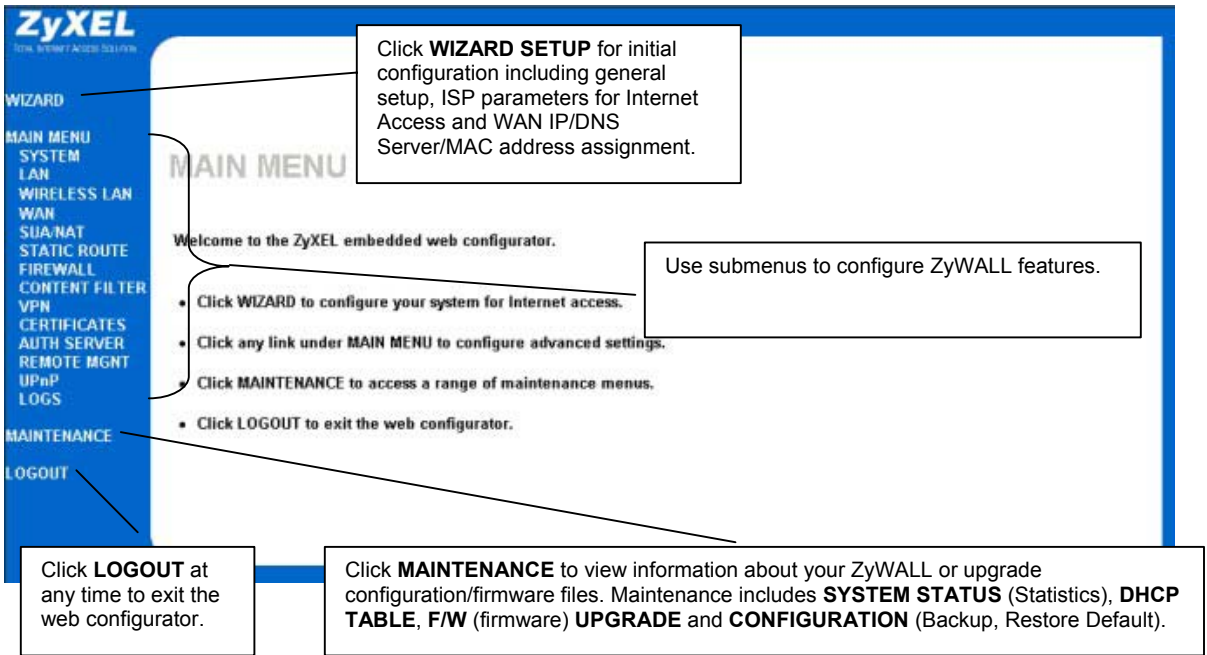 ZyXEL
TOTAL INTERNET ACCESS SOLUTION
WIZARD
MAIN MENU
SYSTEM
LAN
WIRELESS LAN
WAN
SUA/NAT
STATIC ROUTE
FIREWALL
CONTENT FILTER
VPN
CERTIFICATES
AUTH SERVER
REMOTE MGNT
UPnP
LOGS
MAINTENANCE
LOGOUT
Click WIZARD SETUP for initial
configuration including general
setup, ISP parameters for Internet
Access and WAN IP/DNS
Server/MAC address assignment.
MAIN MENU
Welcome to the ZyXEL embedded web configurator.
• Click WIZARD to configure your system for Internet access.
• Click any link under MAIN MENU to configure advanced settings.
• Click MAINTENANCE to access a range of maintenance menus.
• Click LOGOUT to exit the web configurator.
Use submenus to configure ZyWALL features.
Click LOGOUT at
any time to exit the
web configurator.
Click MAINTENANCE to view information about your ZyWALL or upgrade
configuration/firmware files. Maintenance includes SYSTEM STATUS (Statistics), DHCP
TABLE, F/W (firmware) UPGRADE and CONFIGURATION (Backup, Restore Default).